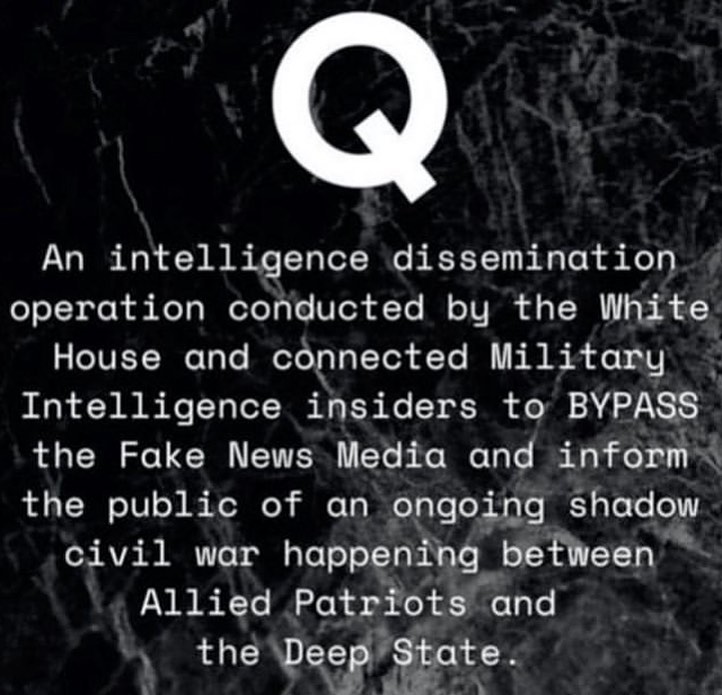 Q
An intelligence dissemination
operation conducted by the White
House and connected Military
Intelligence insiders to BYPASS
the Fake News Media and inform
the public of an ongoing shadow
civil war happening between
Allied Patriots and
the Deep State.